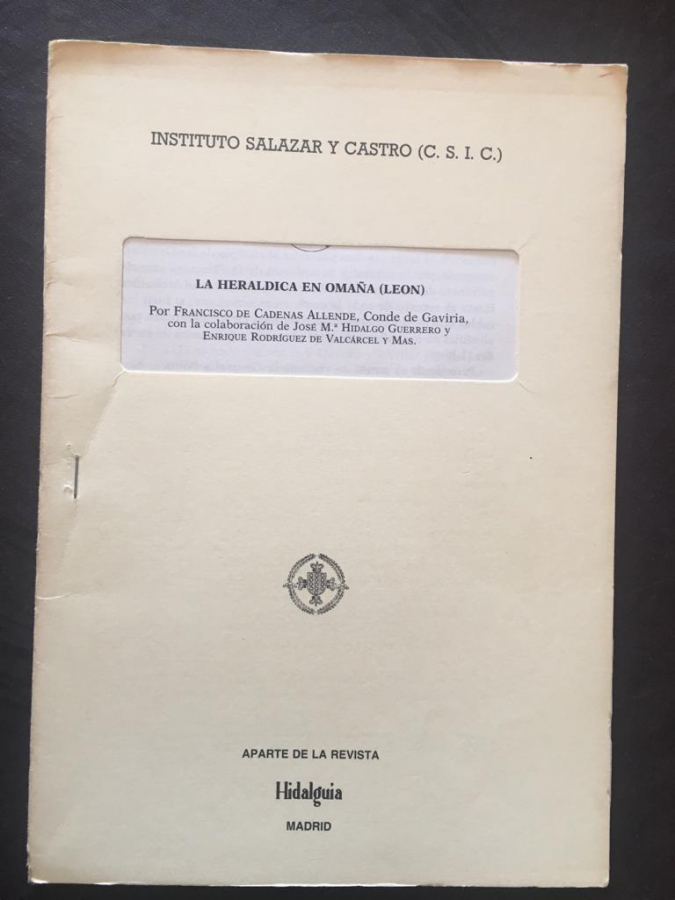 INSTITUTO SALAZAR Y CASTRO (C. S. I. C.)
LA HERALDICA EN OMAÑA (LEON)
Por FRANCISCO DE CADENAS ALLENDE, Conde de Gaviria,
con la colaboración de JOSÉ M.ª HIDALGO GUERRERO y
ENRIQUE RODRÍGUEZ DE VALCÁRCEL Y MAS.
APARTE DE LA REVISTA
Hidalguia
MADRID